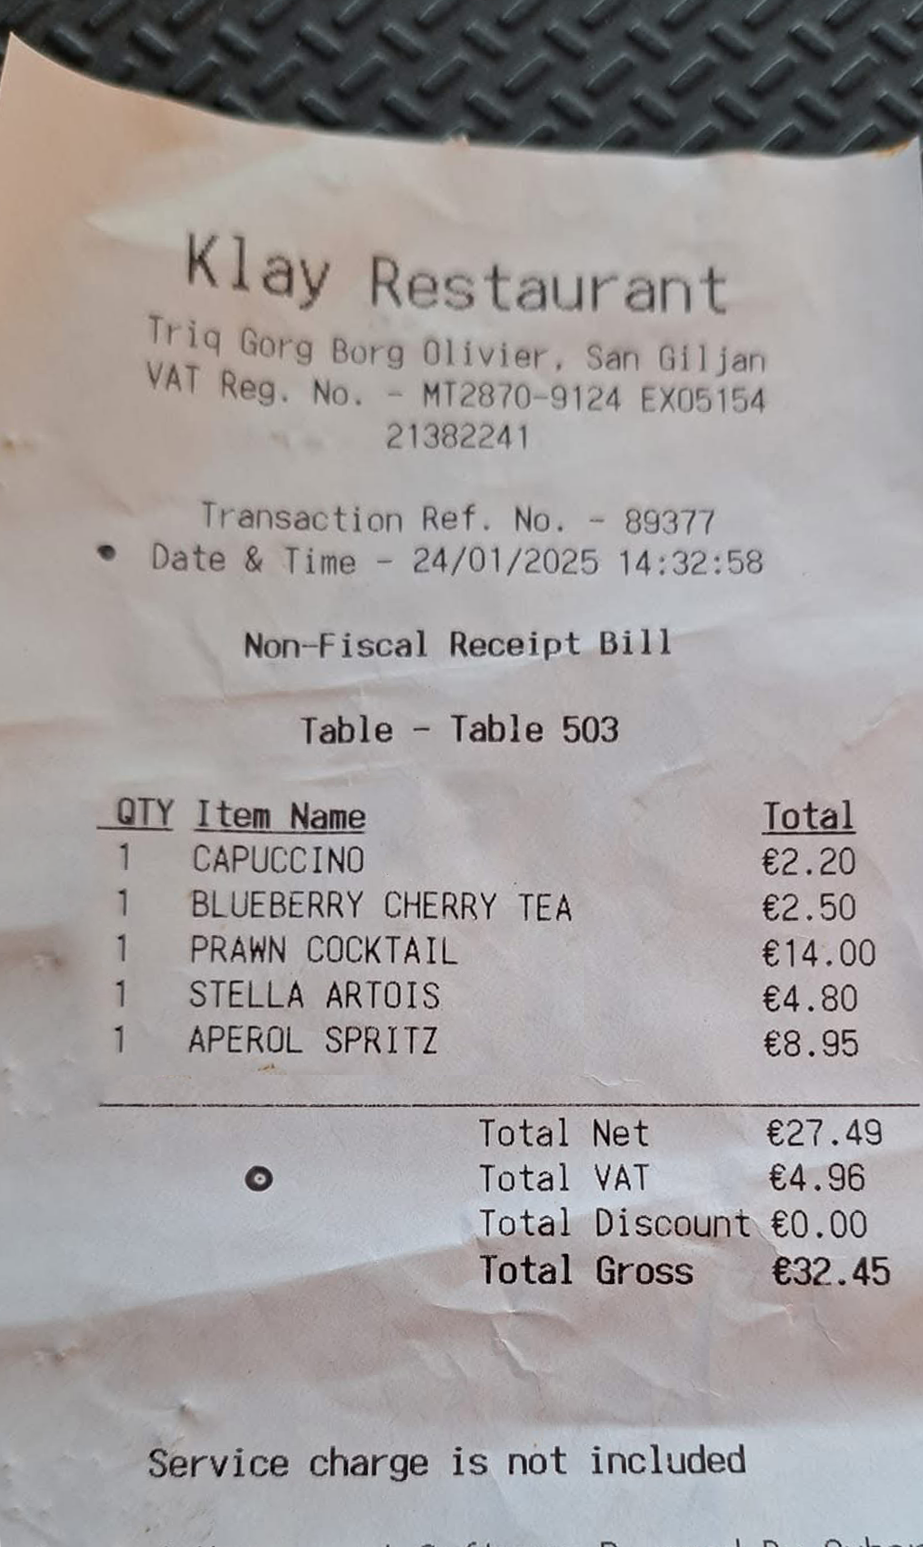 Klay Restaurant
Triq Gorg Borg Olivier, San Giljan
VAT Reg. No. - MT2870-9124 EXO5154
21382241
Transaction Ref. No. - 89377
Date & Time - 24/01/2025 14:32:58
Non-Fiscal Receipt Bill
Table - Table 503
QTY Item Name Total
1 CAPUCCINO €2.20
1 BLUEBERRY CHERRY TEA €2.50
1 PRAWN COCKTAIL €14.00
1 STELLA ARTOIS €4.80
1 APEROL SPRITZ €8.95
Total Net €27.49
Total VAT €4.96
Total Discount €0.00
Total Gross €32.45
Service charge is not included